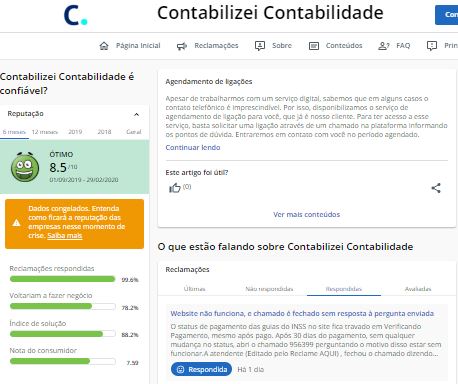 C.
Contabilizei Contabilidade
Página Inicial
Reclamações
Sobre
Conteúdos
FAQ
Contabilizei Contabilidade é
confiável?
Reputação
6 meses
12 meses
2019
2018
Geral
ÓTIMO
8.5 /10
01/09/2019 - 29/02/2020
Dados congelados. Entenda
como ficará a reputação das
empresas nesse momento de
crise. Saiba mais
Reclamações respondidas
99.6%
Voltariam a fazer negócio
78.2%
Índice de solução
88.2%
Nota do consumidor
7.59
Agendamento de ligações
Apesar de trabalharmos com um serviço digital, sabemos que em alguns casos o
contato telefônico é imprescindível. Por isso, disponibilizamos o serviço de
agendamento de ligação para você, que já é nosso cliente. Para ter acesso a esse
serviço, basta solicitar uma ligação através de um chamado na plataforma informando
os pontos de dúvida. Entraremos em contato com você no período agendado.
Continuar lendo
Este artigo foi útil?
(0)
Ver mais conteúdos
O que estão falando sobre Contabilizei Contabilidade
Reclamações
Últimas
Não respondidas
Respondidas
Avaliadas
Website não funciona, e chamado é fechado sem resposta à pergunta enviada
O status de pagamento das guias do INSS no site fica travado em Verificando
Pagamento, mesmo após pago. Após 30 dias do pagamento, sem qualquer
mudança no status, abri o chamado 956399 perguntando o motivo disso estar sem
funcionar.A atendente (Editado pelo Reclame AQUI) , fechou o chamado dizendo...
Respondida
Há 1 dia